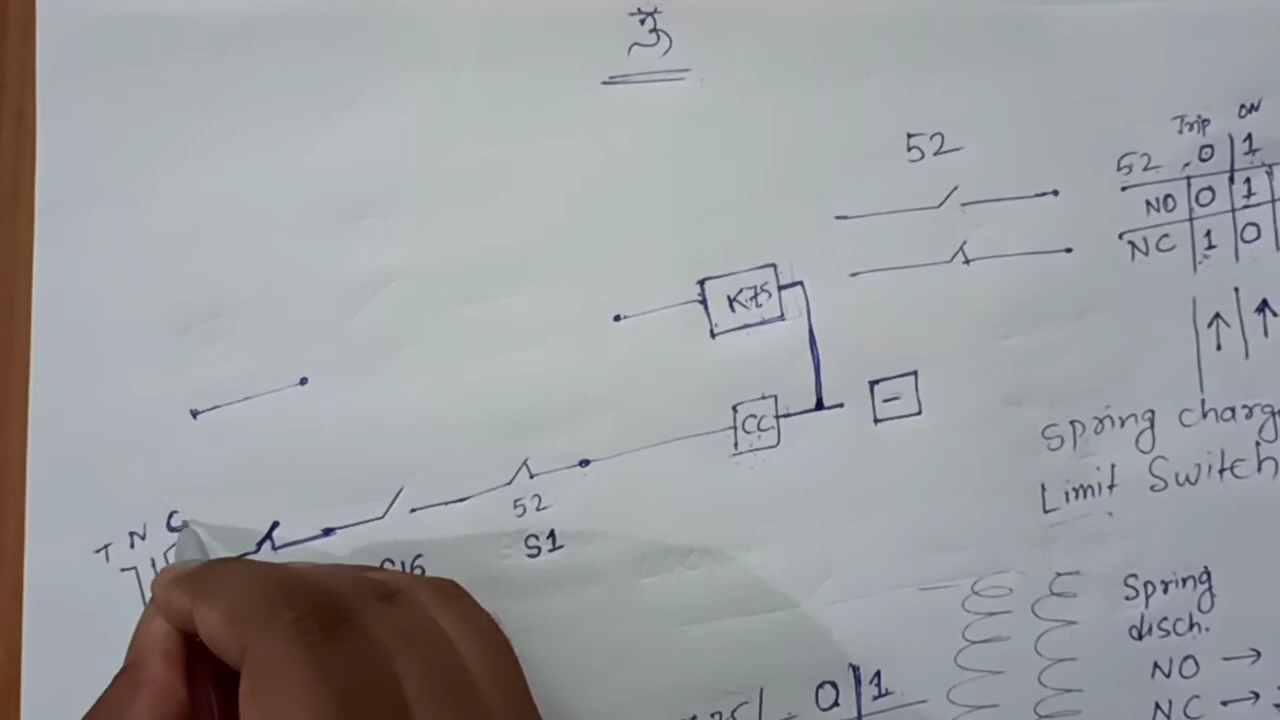 ॐ
52
Trip ON
52 0 1
NO 0 1
NC 1 0
K75
CC
-
Spring charg
Limit Switch
T N C
52
S1
S16
Spring
disch.
NO →
NC →
0 1